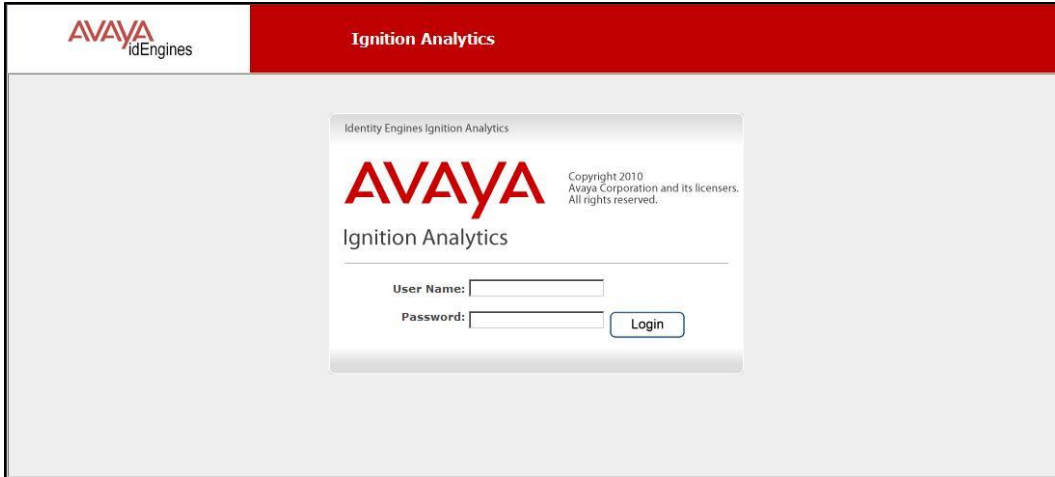 AVAYA
idEngines
Ignition Analytics
Identity Engines Ignition Analytics
AVAYA
Copyright 2010
Avaya Corporation and its licensers.
All rights reserved.
Ignition Analytics
User Name:
Password:
Login